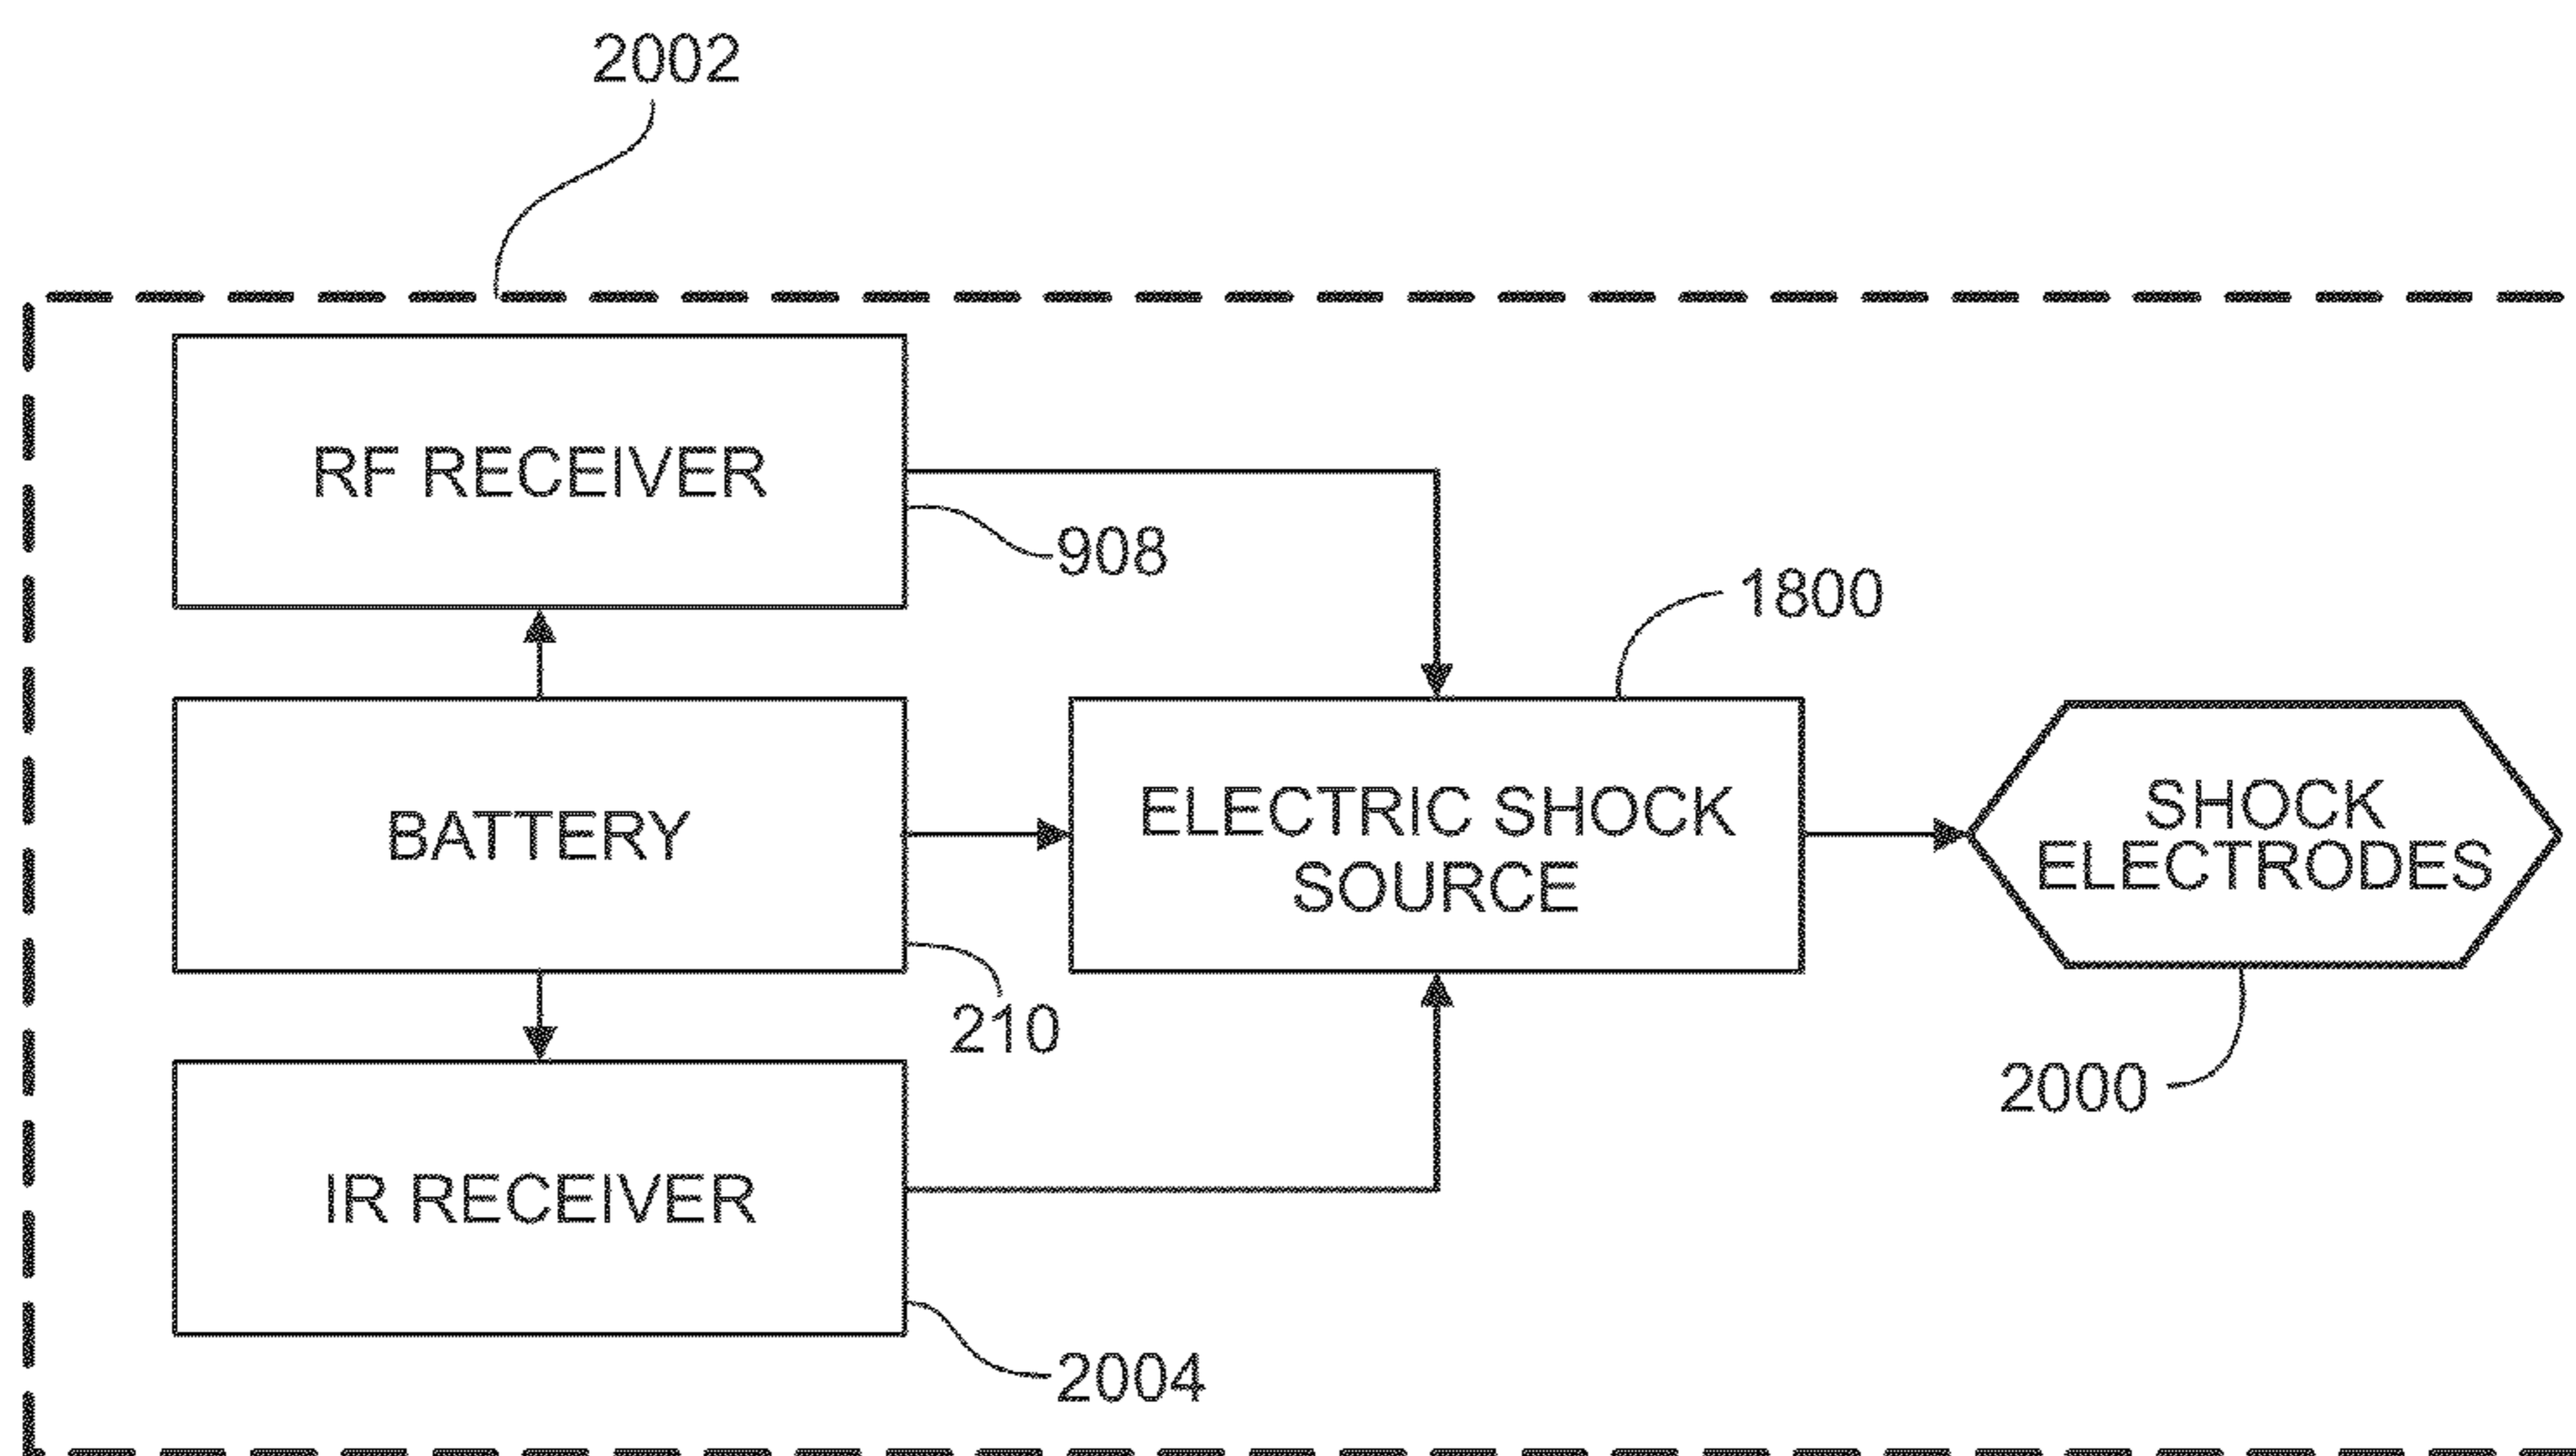 2002
RF RECEIVER
908
1800
BATTERY
ELECTRIC SHOCK
SOURCE
SHOCK
ELECTRODES
210
2000
IR RECEIVER
2004